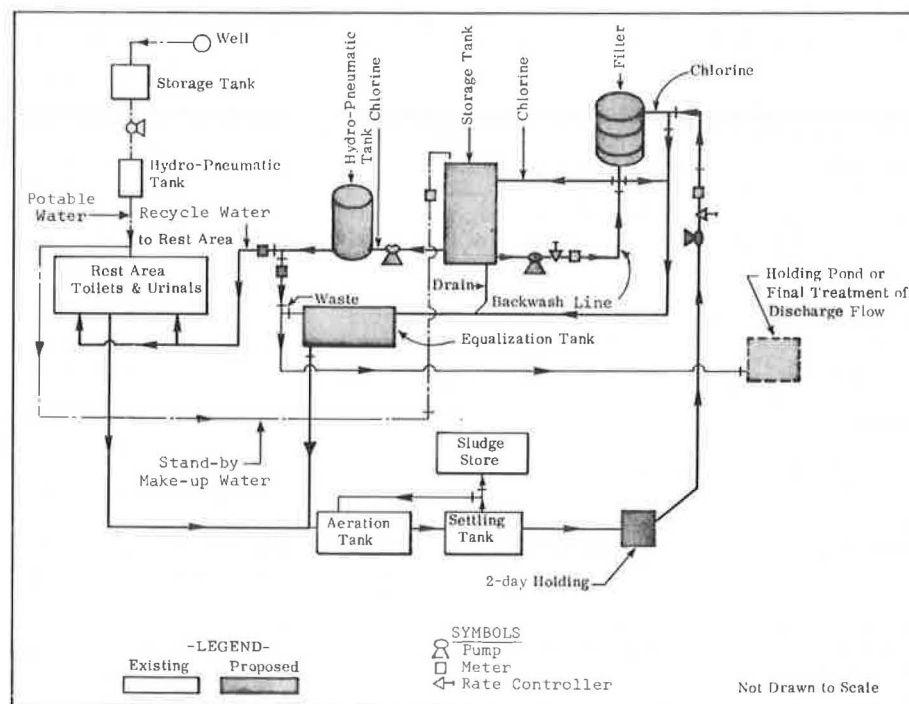 Well
Storage Tank
Hydro-Pneumatic
Tank
Potable
Water
Recycle Water
to Rest Area
Rest Area
Toilets & Urinals
Hydro-Pneumatic
Tank
Chlorine
Storage Tank
Chlorine
Filter
Chlorine
Drain
Backwash Line
Waste
Equalization Tank
Holding Pond or
Final Treatment of
Discharge Flow
Stand-by
Make-up Water
Sludge
Store
Aeration
Tank
Settling
Tank
2-day Holding
-LEGEND-
Existing
Proposed
SYMBOLS
Pump
Meter
Rate Controller
Not Drawn to Scale